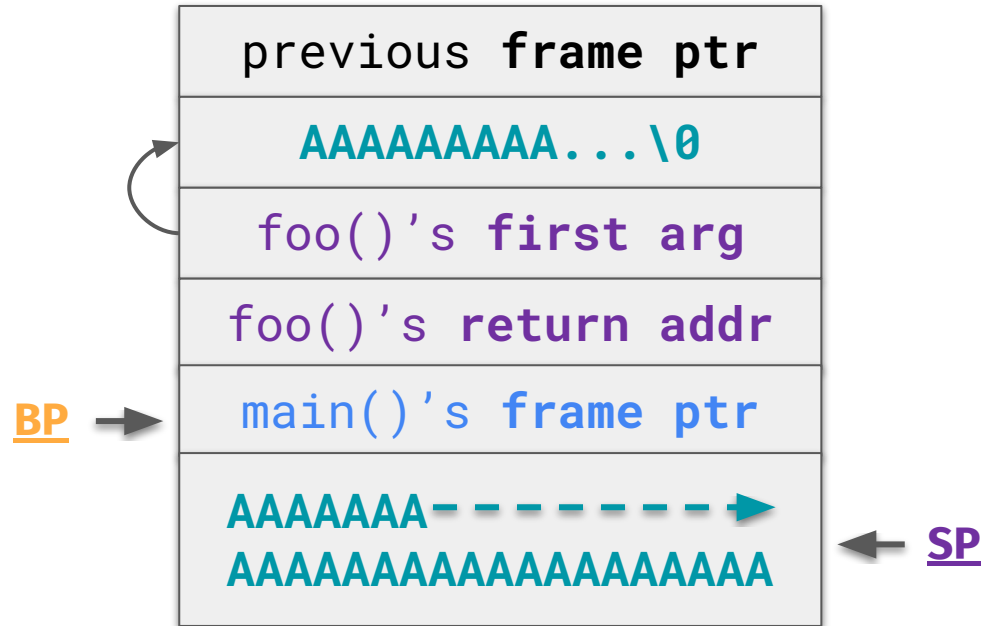 previous frame ptr
AAAAAAAAA...\0
foo()’s first arg
foo()’s return addr
BP
main()’s frame ptr
AAAAAAA
SP
AAAAAAAAAAAAAAAAAAA